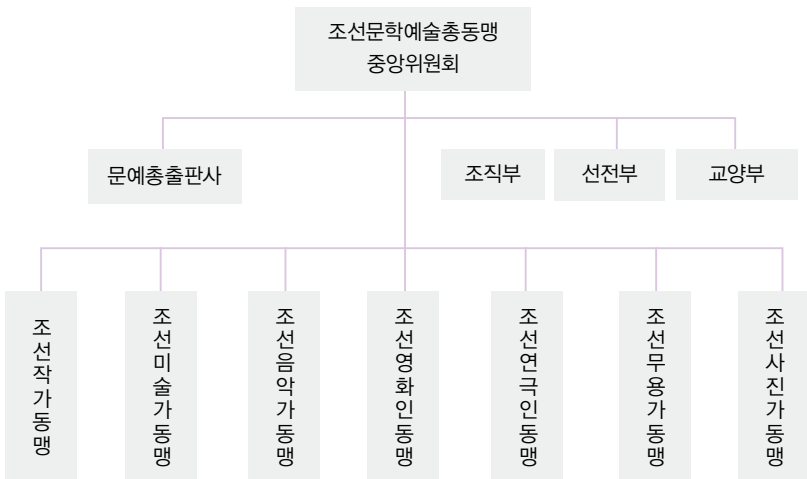 조선문학예술총동맹
중앙위원회
문예총출판사
조직부
선전부
교양부
조선작가동맹
조선미술가동맹
조선음악가동맹
조선영화인동맹
조선연극인동맹
조선무용가동맹
조선사진가동맹